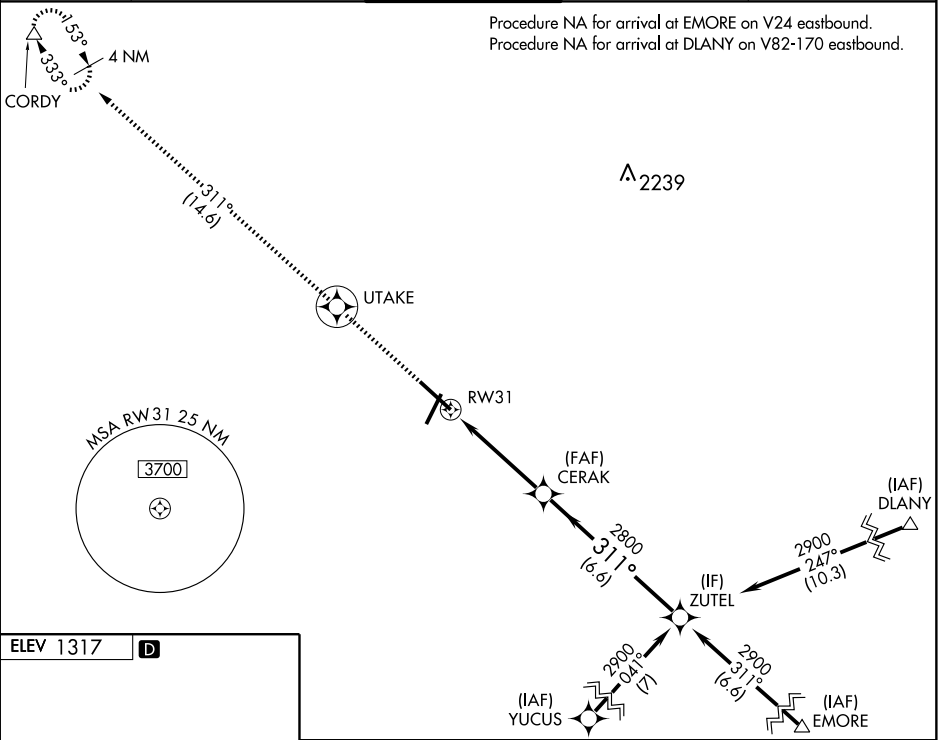 Procedure NA for arrival at EMORE on V24 eastbound.
Procedure NA for arrival at DLANY on V82-170 eastbound.
153°
333°
4 NM
CORDY
2239
311°
(14.6)
UTAKE
RW31
MSA RW31 25 NM
3700
(FAF)
CERAK
(IAF)
DLANY
2800
311°
(6.6)
2900
247°
(10.3)
(IF)
ZUTEL
ELEV 1317
D
2900
041°
(7)
2900
311°
(6.6)
(IAF)
YUCUS
(IAF)
EMORE